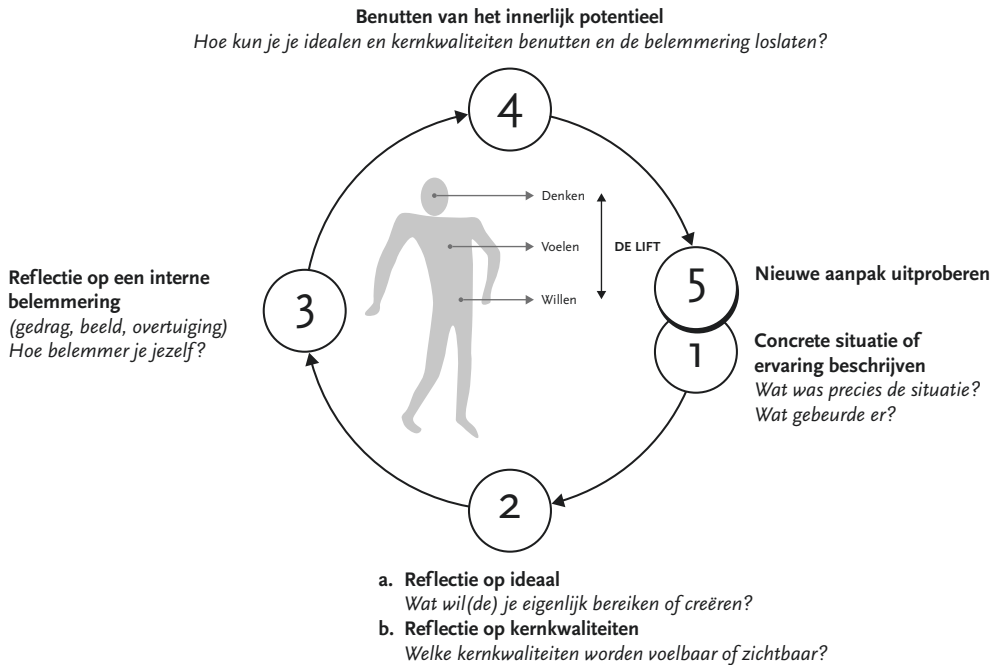 Benutten van het innerlijk potentieel
Hoe kun je je idealen en kernkwaliteiten benutten en de belemmering loslaten?
4
Denken
Voelen
DE LIFT
Willen
Reflectie op een interne
belemmering
(gedrag, beeld, overtuiging)
Hoe belemmer je jezelf?
3
5
Nieuwe aanpak uitproberen
1
Concrete situatie of
ervaring beschrijven
Wat was precies de situatie?
Wat gebeurde er?
2
a. Reflectie op ideaal
Wat wil(de) je eigenlijk bereiken of creëren?
b. Reflectie op kernkwaliteiten
Welke kernkwaliteiten worden voelbaar of zichtbaar?